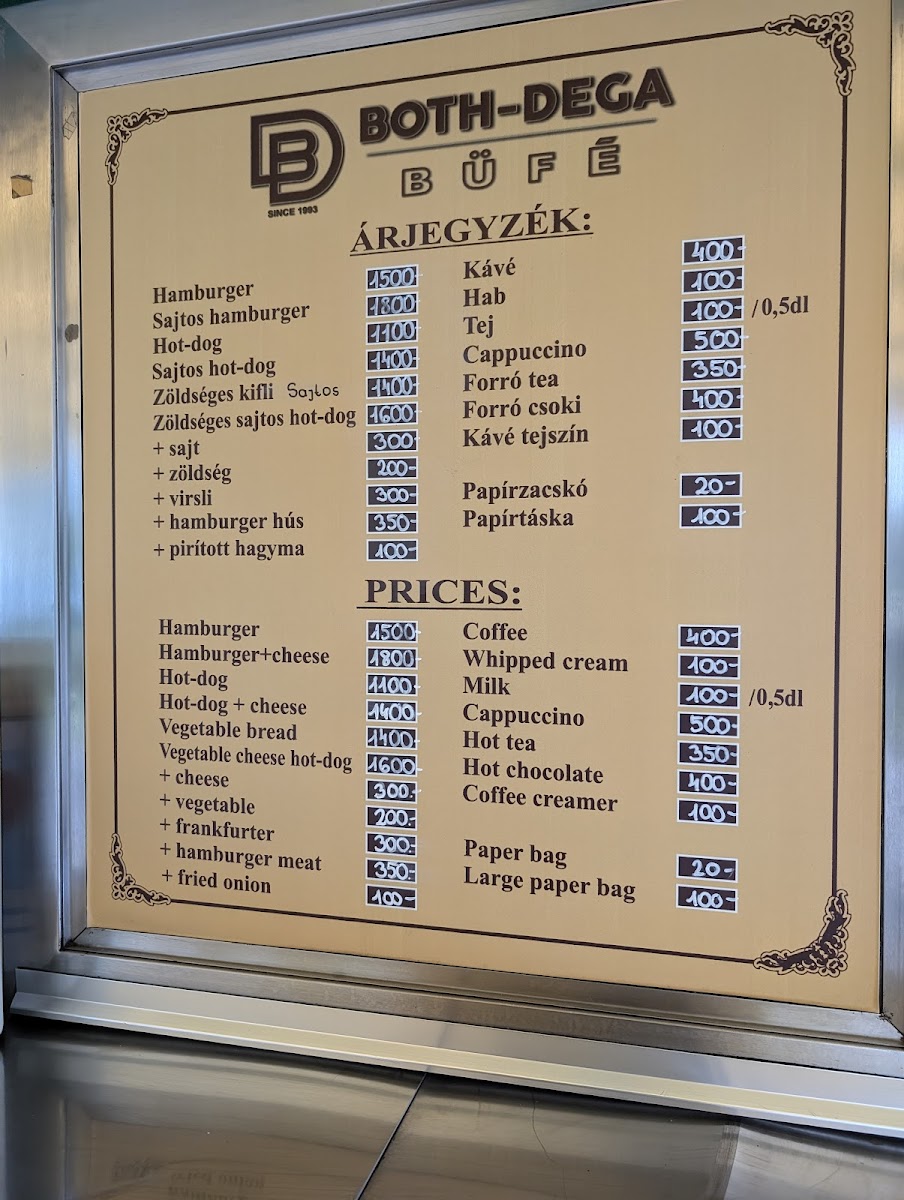 DB
SINCE 1993
BOTH-DEGA
BÜFÉ
ÁRJEGYZÉK:
Hamburger 1500-
Sajtos hamburger 1800-
Hot-dog 1100-
Sajtos hot-dog 1400-
Zöldséges kifli Sajtos 1400-
Zöldséges sajtos hot-dog 1600-
+ sajt 300-
+ zöldség 200-
+ virsli 300-
+ hamburger hús 350-
+ pirított hagyma 100-
Kávé 400-
Hab 100-
Tej 100- /0,5dl
Cappuccino 500-
Forró tea 350-
Forró csoki 400-
Kávé tejszín 100-
Papírzacskó 20-
Papírtáska 100-
PRICES:
Hamburger 1500-
Hamburger+cheese 1800-
Hot-dog 1100-
Hot-dog + cheese 1400-
Vegetable bread 1400-
Vegetable cheese hot-dog 1600-
+ cheese 300.-
+ vegetable 200.-
+ frankfurter 300.-
+ hamburger meat 350-
+ fried onion 100-
Coffee 400-
Whipped cream 100-
Milk 100- /0,5dl
Cappuccino 500-
Hot tea 350-
Hot chocolate 400-
Coffee creamer 100-
Paper bag 20-
Large paper bag 100-